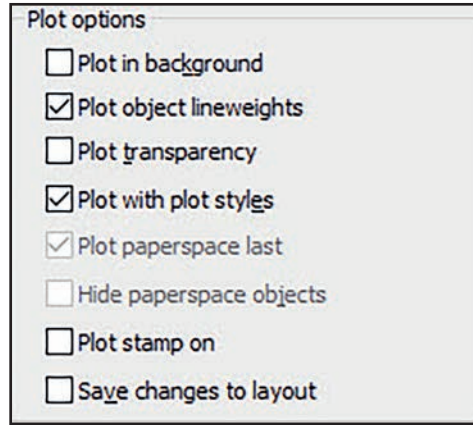 Plot options
Plot in background
Plot object lineweights
Plot transparency
Plot with plot styles
Plot paperspace last
Hide paperspace objects
Plot stamp on
Save changes to layout